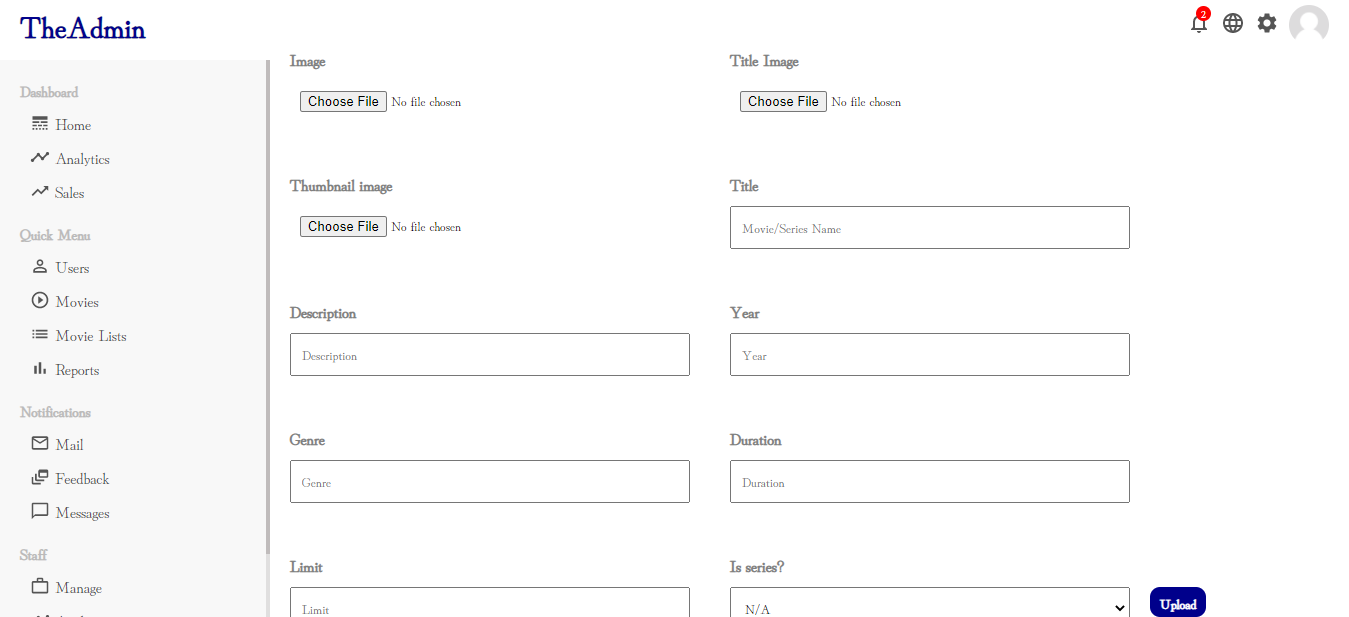 TheAdmin
2
Dashboard
Home
Analytics
Sales
Quick Menu
Users
Movies
Movie Lists
Reports
Notifications
Mail
Feedback
Messages
Staff
Manage
Image
Title Image
Choose File No file chosen
Choose File No file chosen
Thumbnail image
Title
Choose File No file chosen
Movie/Series Name
Description
Year
Description
Year
Genre
Duration
Genre
Duration
Limit
Is series?
Limit
N/A
Upload